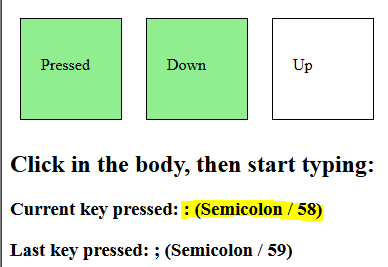 Pressed Down Up
Click in the body, then start typing:
Current key pressed: : (Semicolon / 58)
Last key pressed: ; (Semicolon / 59)